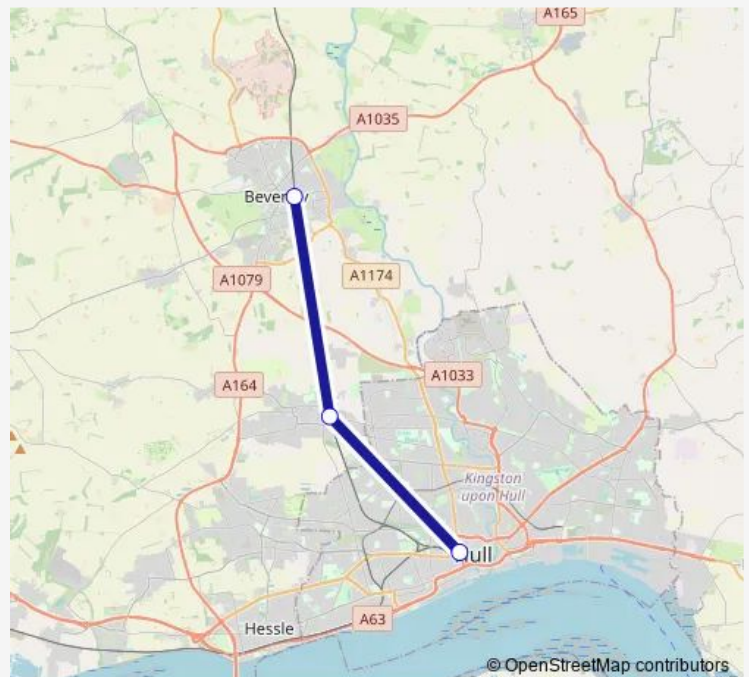 A165
A1035
Beverley
A1079
A1174
A164
A1033
Kingston
upon Hull
Hull
A63
Hessle
© OpenStreetMap contributors